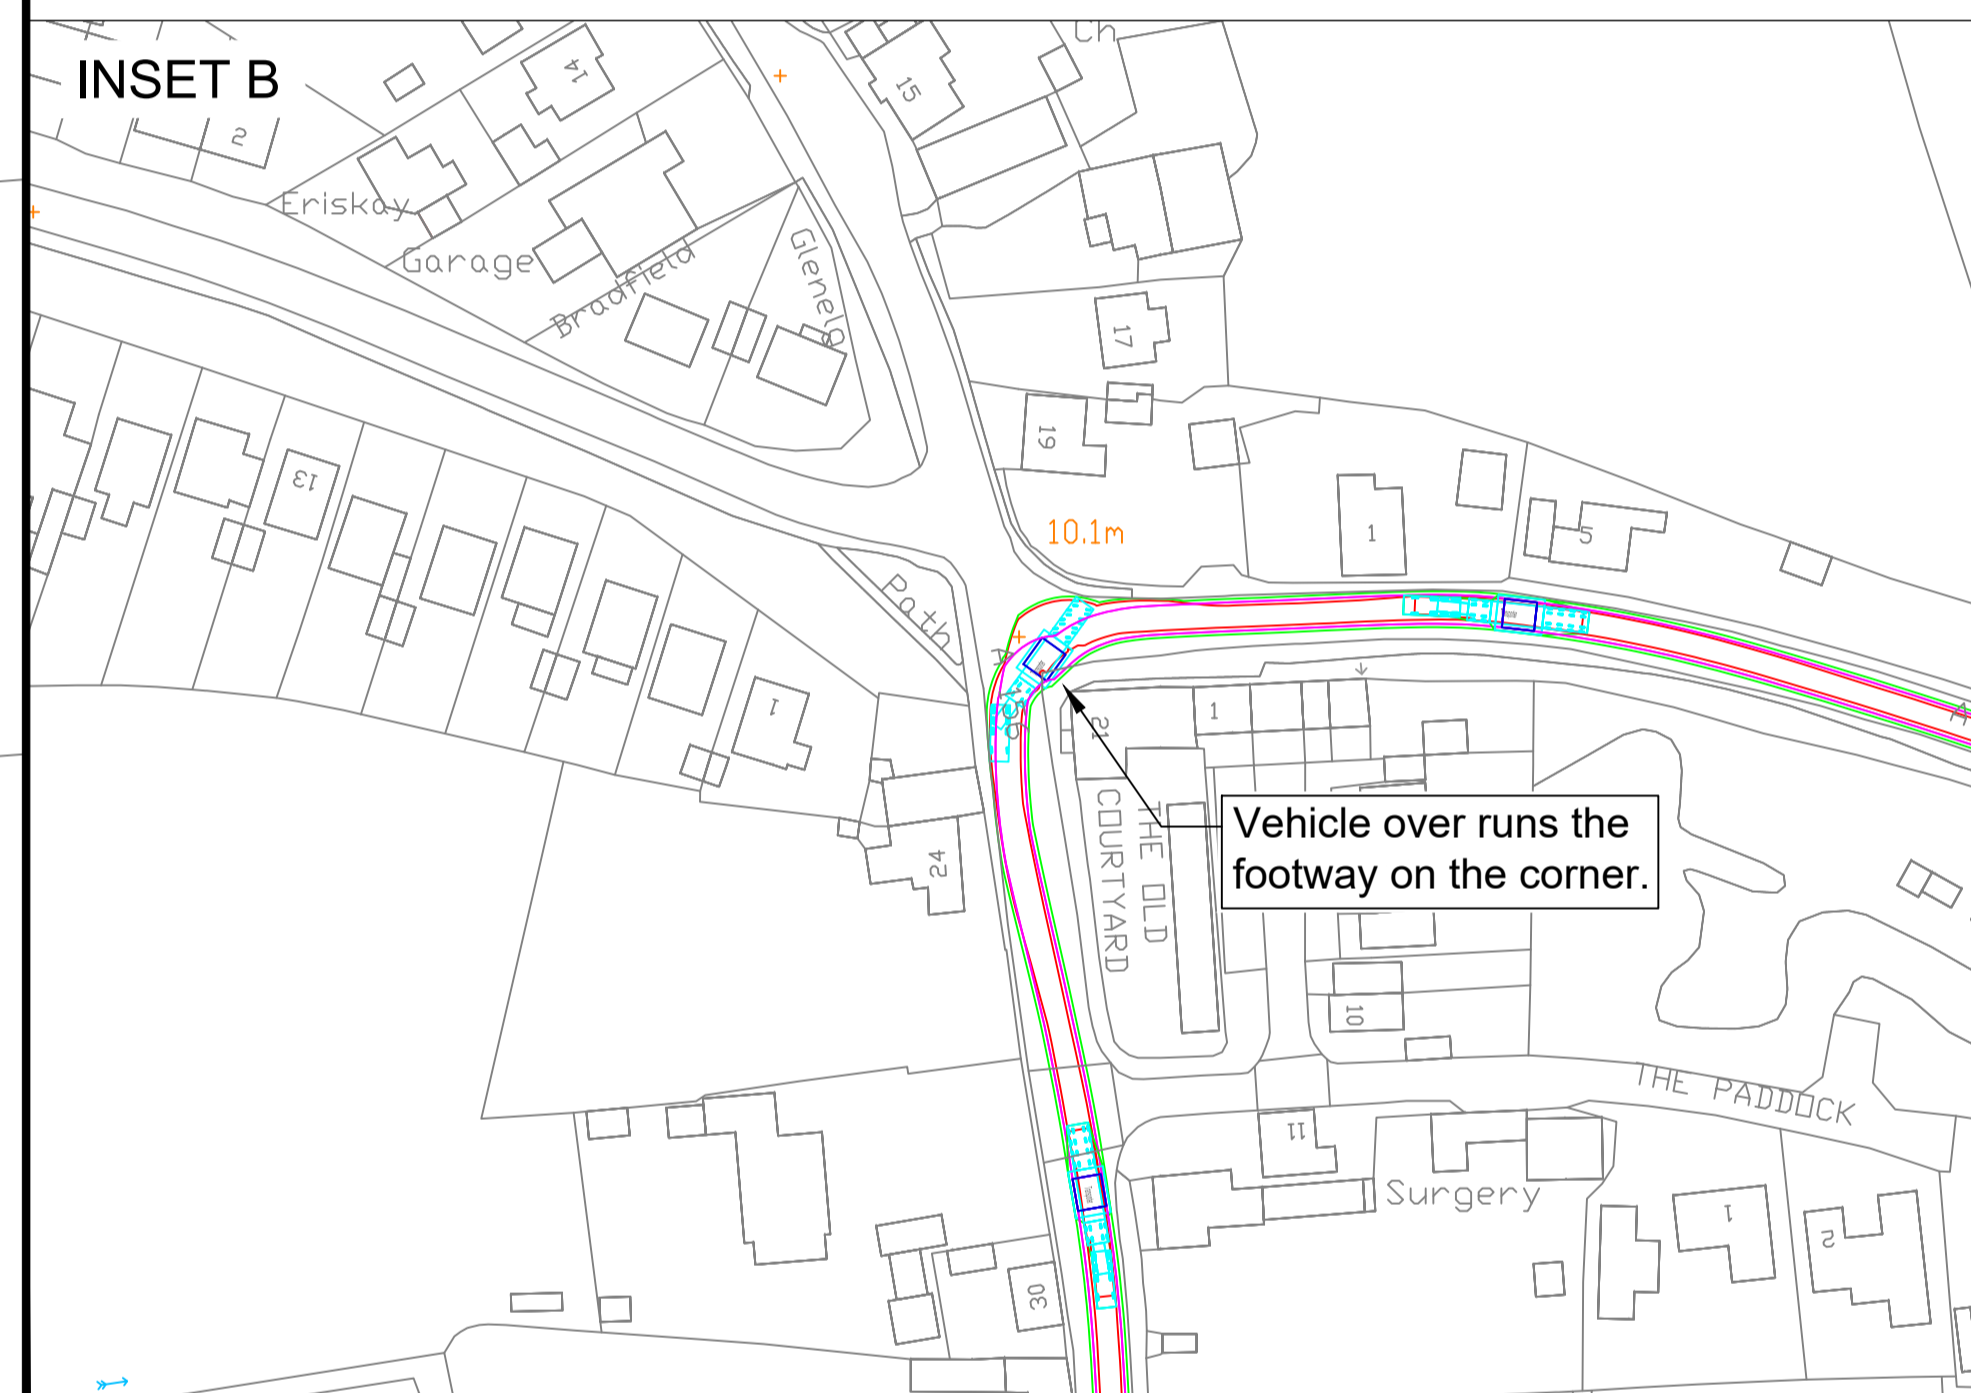 Ch
INSET B
14
15
2
Eriskay
Garage
Bradfield
Glenelg
17
19
13
10.1m
1
5
Path
1
1
21
THE OLD
COURTYARD
Vehicle over runs the
footway on the corner.
24
10
THE PADDOCK
11
Surgery
1
2
30